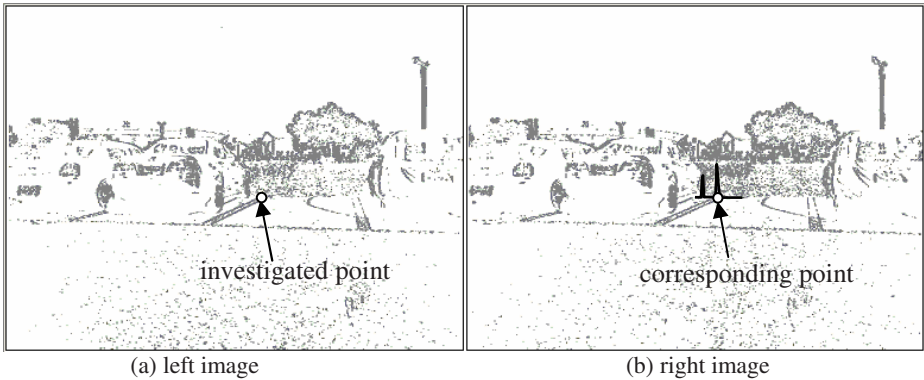 investigated point
corresponding point
(a) left image
(b) right image